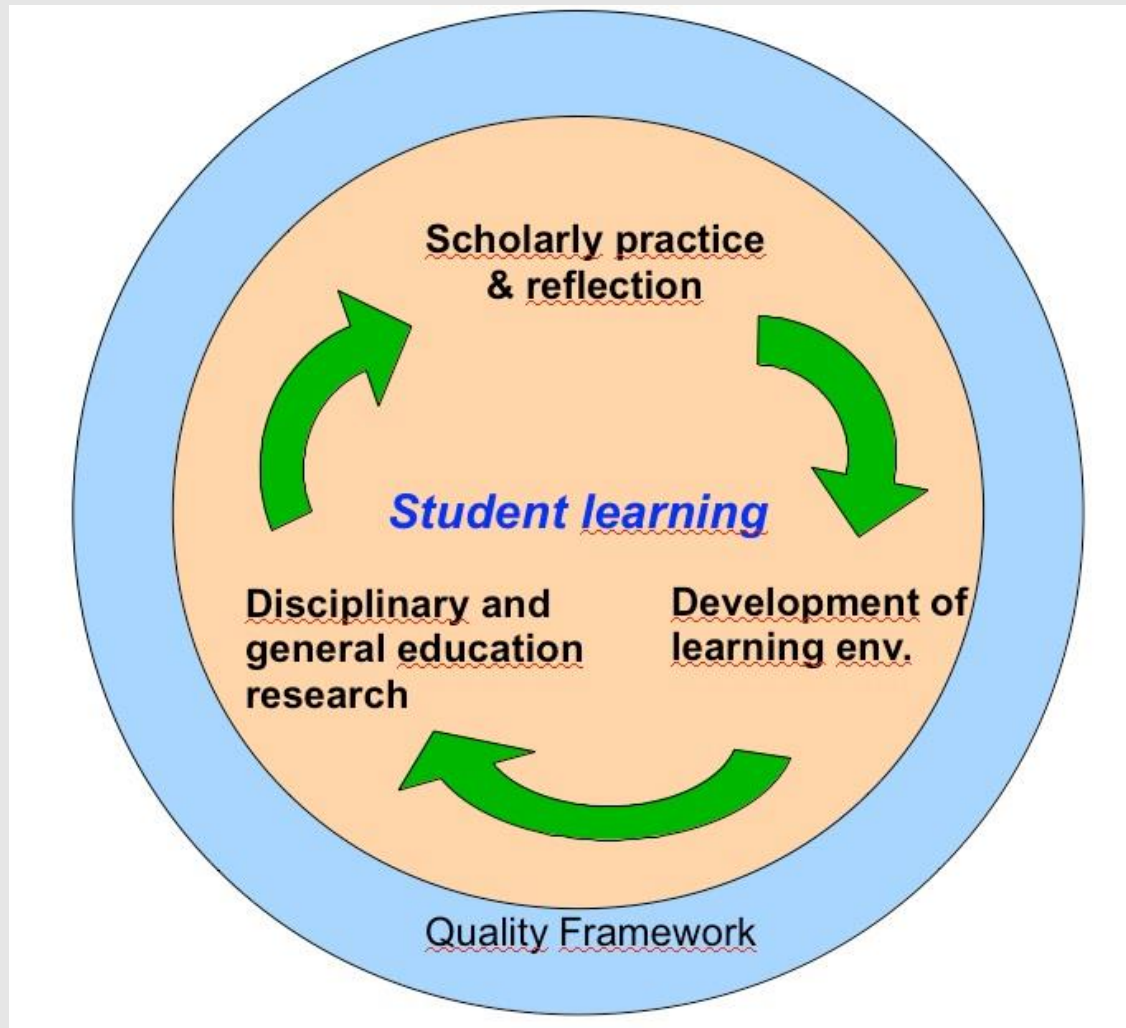 Scholarly practice
& reflection
Student learning
Disciplinary and
general education
research
Development of
learning env.
Quality Framework